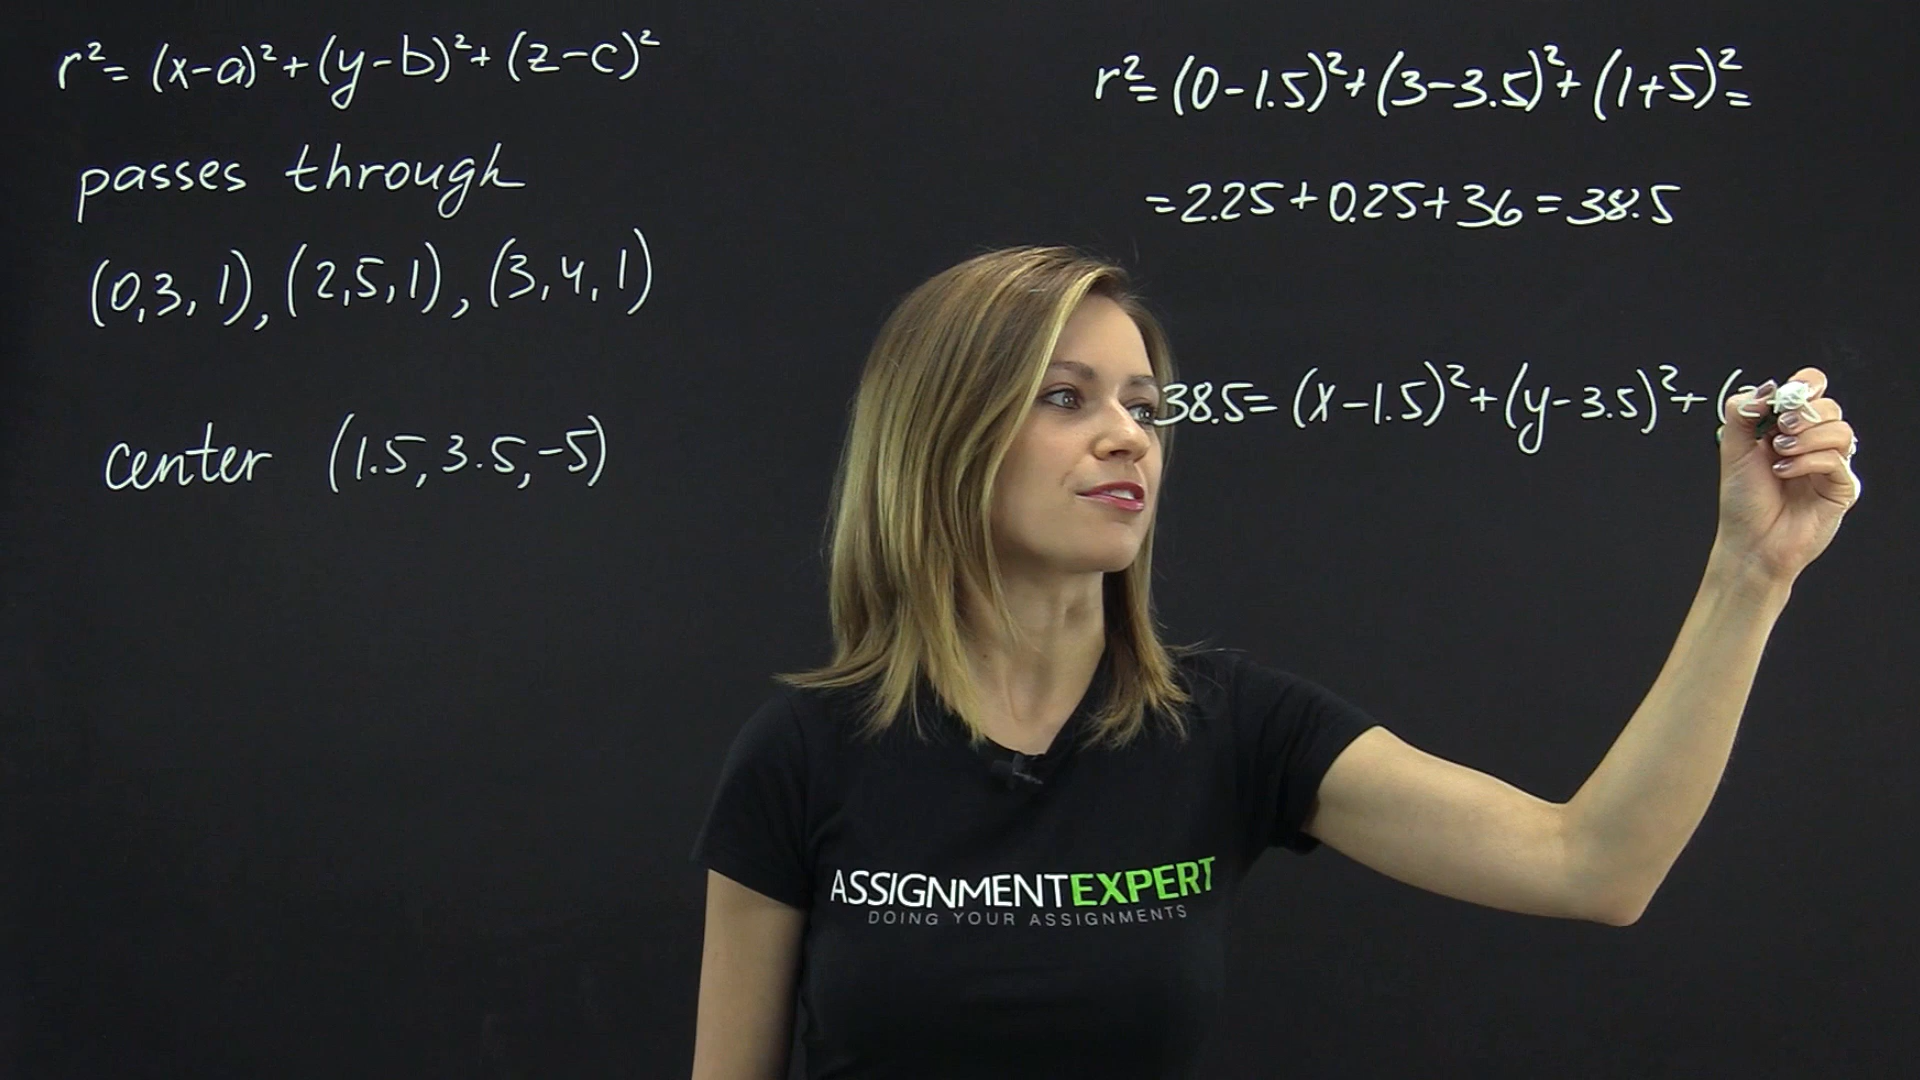 r²= (x-a)²+(y-b)²+(z-c)²
passes through
(0,3,1), (2,5,1), (3,4,1)
center (1.5,3.5,-5)
r²= (0-1.5)²+(3-3.5)²+(1+5)²=
=2.25+0.25+36=38.5
38.5= (x-1.5)²+(y-3.5)²+(z+
ASSIGNMENTEXPERT
DOING YOUR ASSIGNMENTS